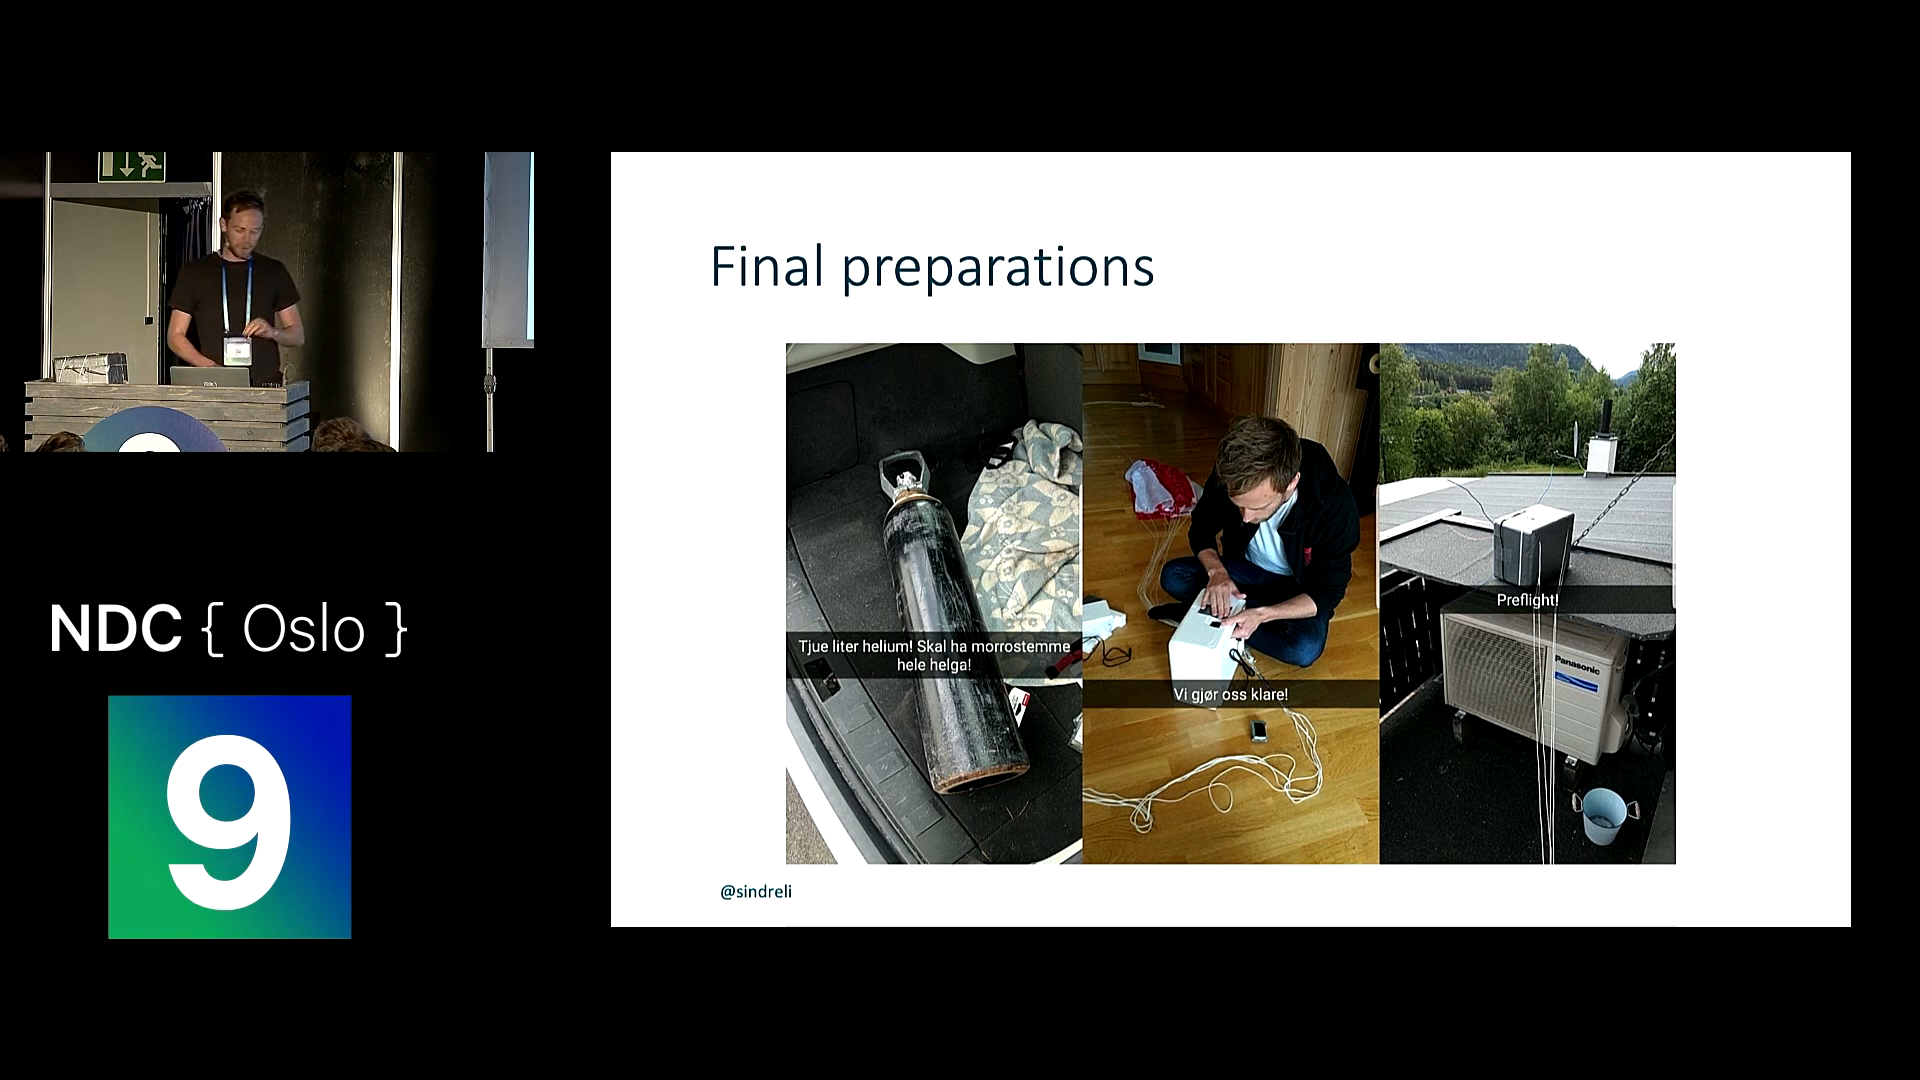 Final preparations
Tjue liter helium! Skal ha morrostemme
hele helga!
Vi gjør oss klare!
Preflight!
Panasonic
@sindreli
NDC { Oslo }
9